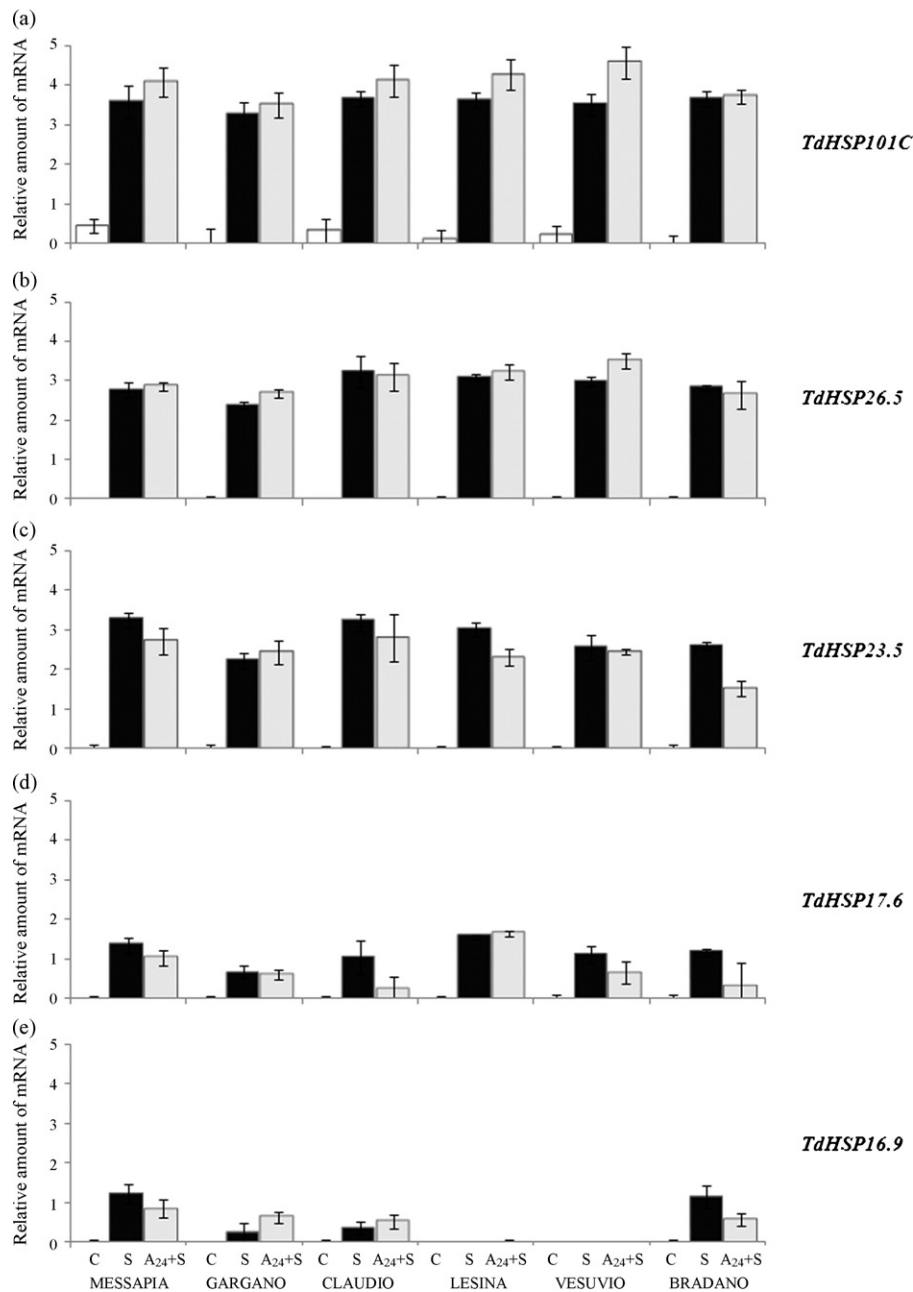 (a)
Relative amount of mRNA
5
4
3
2
1
0
TdHSP101C
(b)
Relative amount of mRNA
5
4
3
2
1
0
TdHSP26.5
(c)
Relative amount of mRNA
5
4
3
2
1
0
TdHSP23.5
(d)
Relative amount of mRNA
5
4
3
2
1
0
TdHSP17.6
(e)
Relative amount of mRNA
5
4
3
2
1
0
TdHSP16.9
C S A24+S C S A24+S C S A24+S C S A24+S C S A24+S C S A24+S
MESSAPIA GARGANO CLAUDIO LESINA VESUVIO BRADANO